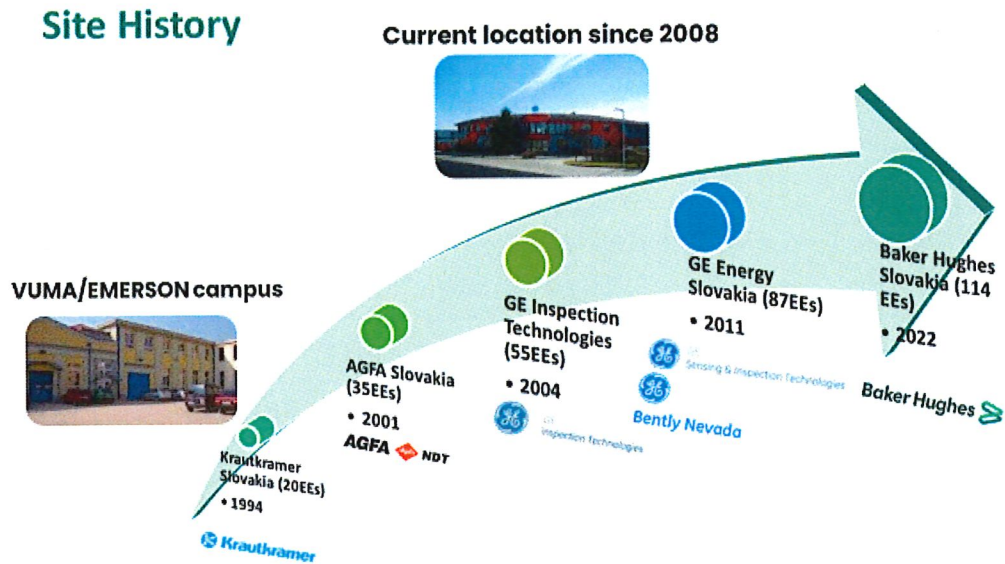 Site History
Current location since 2008
VUMA/EMERSON campus
Krautkramer
Slovakia (20EEs)
• 1994
Krautkramer
AGFA Slovakia
(35EEs)
• 2001
AGFA NDT
GE Inspection
Technologies
(55EEs)
• 2004
Inspection Technologies
GE Energy
Slovakia (87EEs)
• 2011
Sensing & Inspection Technologies
Bently Nevada
Baker Hughes
Slovakia (114
EEs)
• 2022
Baker Hughes